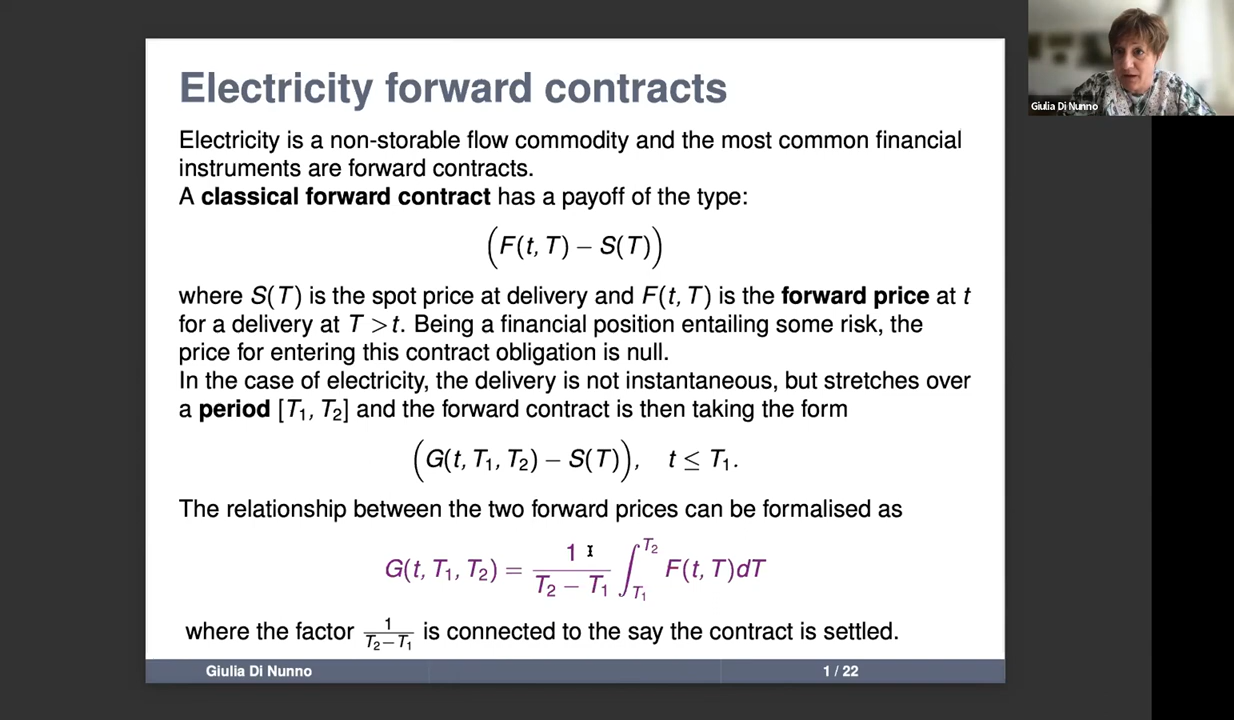 Electricity forward contracts
Electricity is a non-storable flow commodity and the most common financial
instruments are forward contracts.
A classical forward contract has a payoff of the type:
(F(t, T) − S(T))
where S(T) is the spot price at delivery and F(t, T) is the forward price at t
for a delivery at T > t. Being a financial position entailing some risk, the
price for entering this contract obligation is null.
In the case of electricity, the delivery is not instantaneous, but stretches over
a period [T₁, T₂] and the forward contract is then taking the form
(G(t, T₁, T₂) − S(T)), t ≤ T₁.
The relationship between the two forward prices can be formalised as
G(t, T₁, T₂) = 1/(T₂ − T₁) ∫_{T₁}^{T₂} F(t, T)dT
where the factor 1/(T₂−T₁) is connected to the say the contract is settled.
Giulia Di Nunno 1 / 22
Giulia Di Nunno